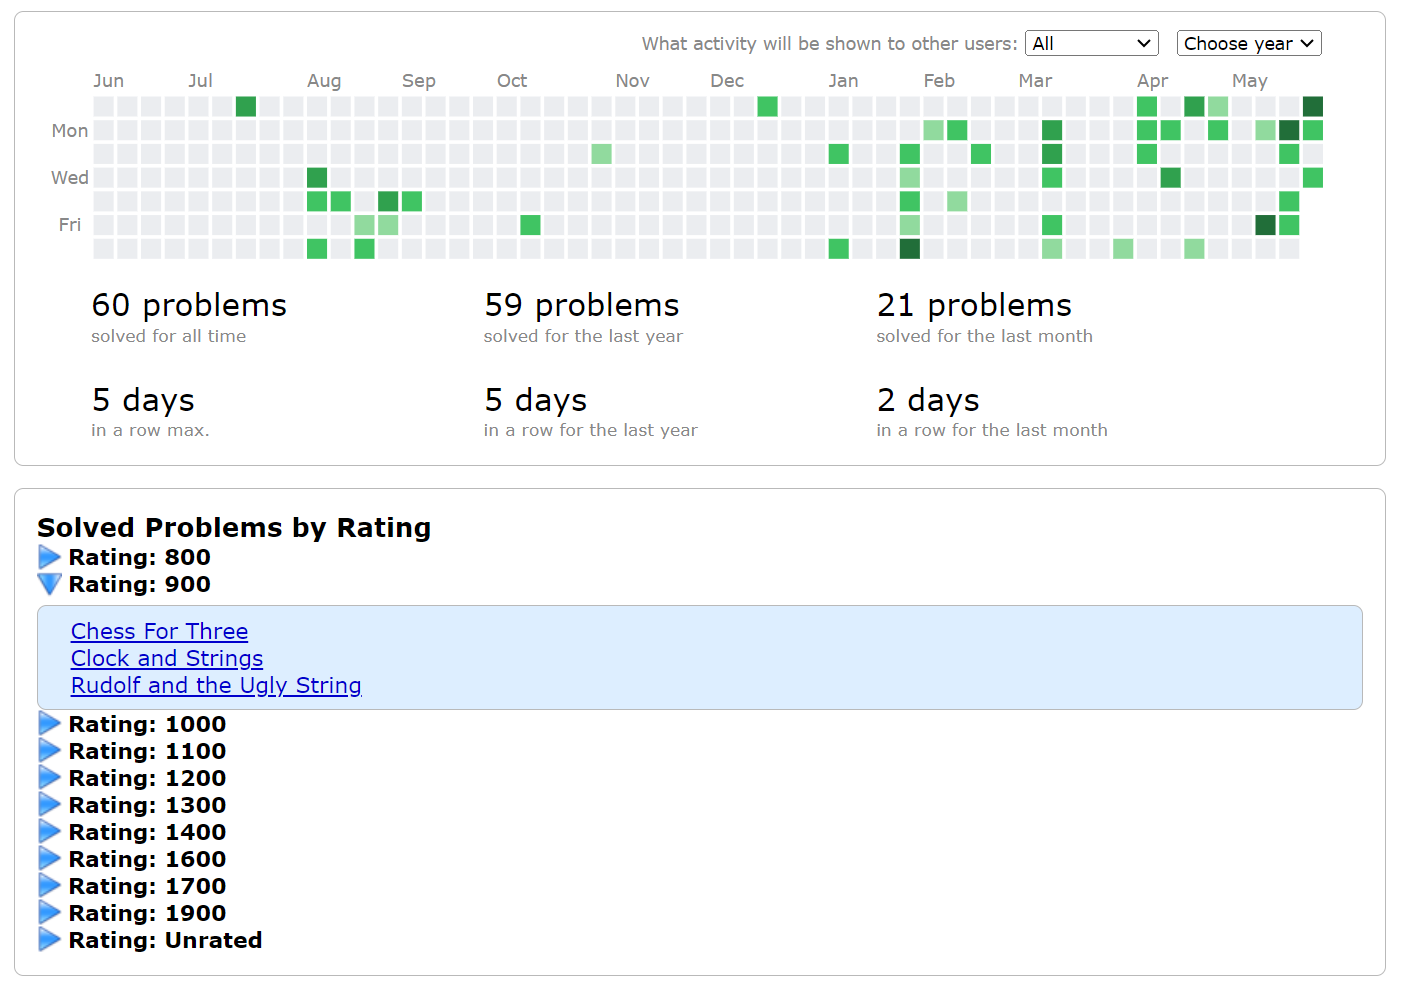 What activity will be shown to other users: All Choose year
Jun Jul Aug Sep Oct Nov Dec Jan Feb Mar Apr May
Mon
Wed
Fri
60 problems 59 problems 21 problems
solved for all time solved for the last year solved for the last month
5 days 5 days 2 days
in a row max. in a row for the last year in a row for the last month
Solved Problems by Rating
Rating: 800
Rating: 900
Chess For Three
Clock and Strings
Rudolf and the Ugly String
Rating: 1000
Rating: 1100
Rating: 1200
Rating: 1300
Rating: 1400
Rating: 1600
Rating: 1700
Rating: 1900
Rating: Unrated